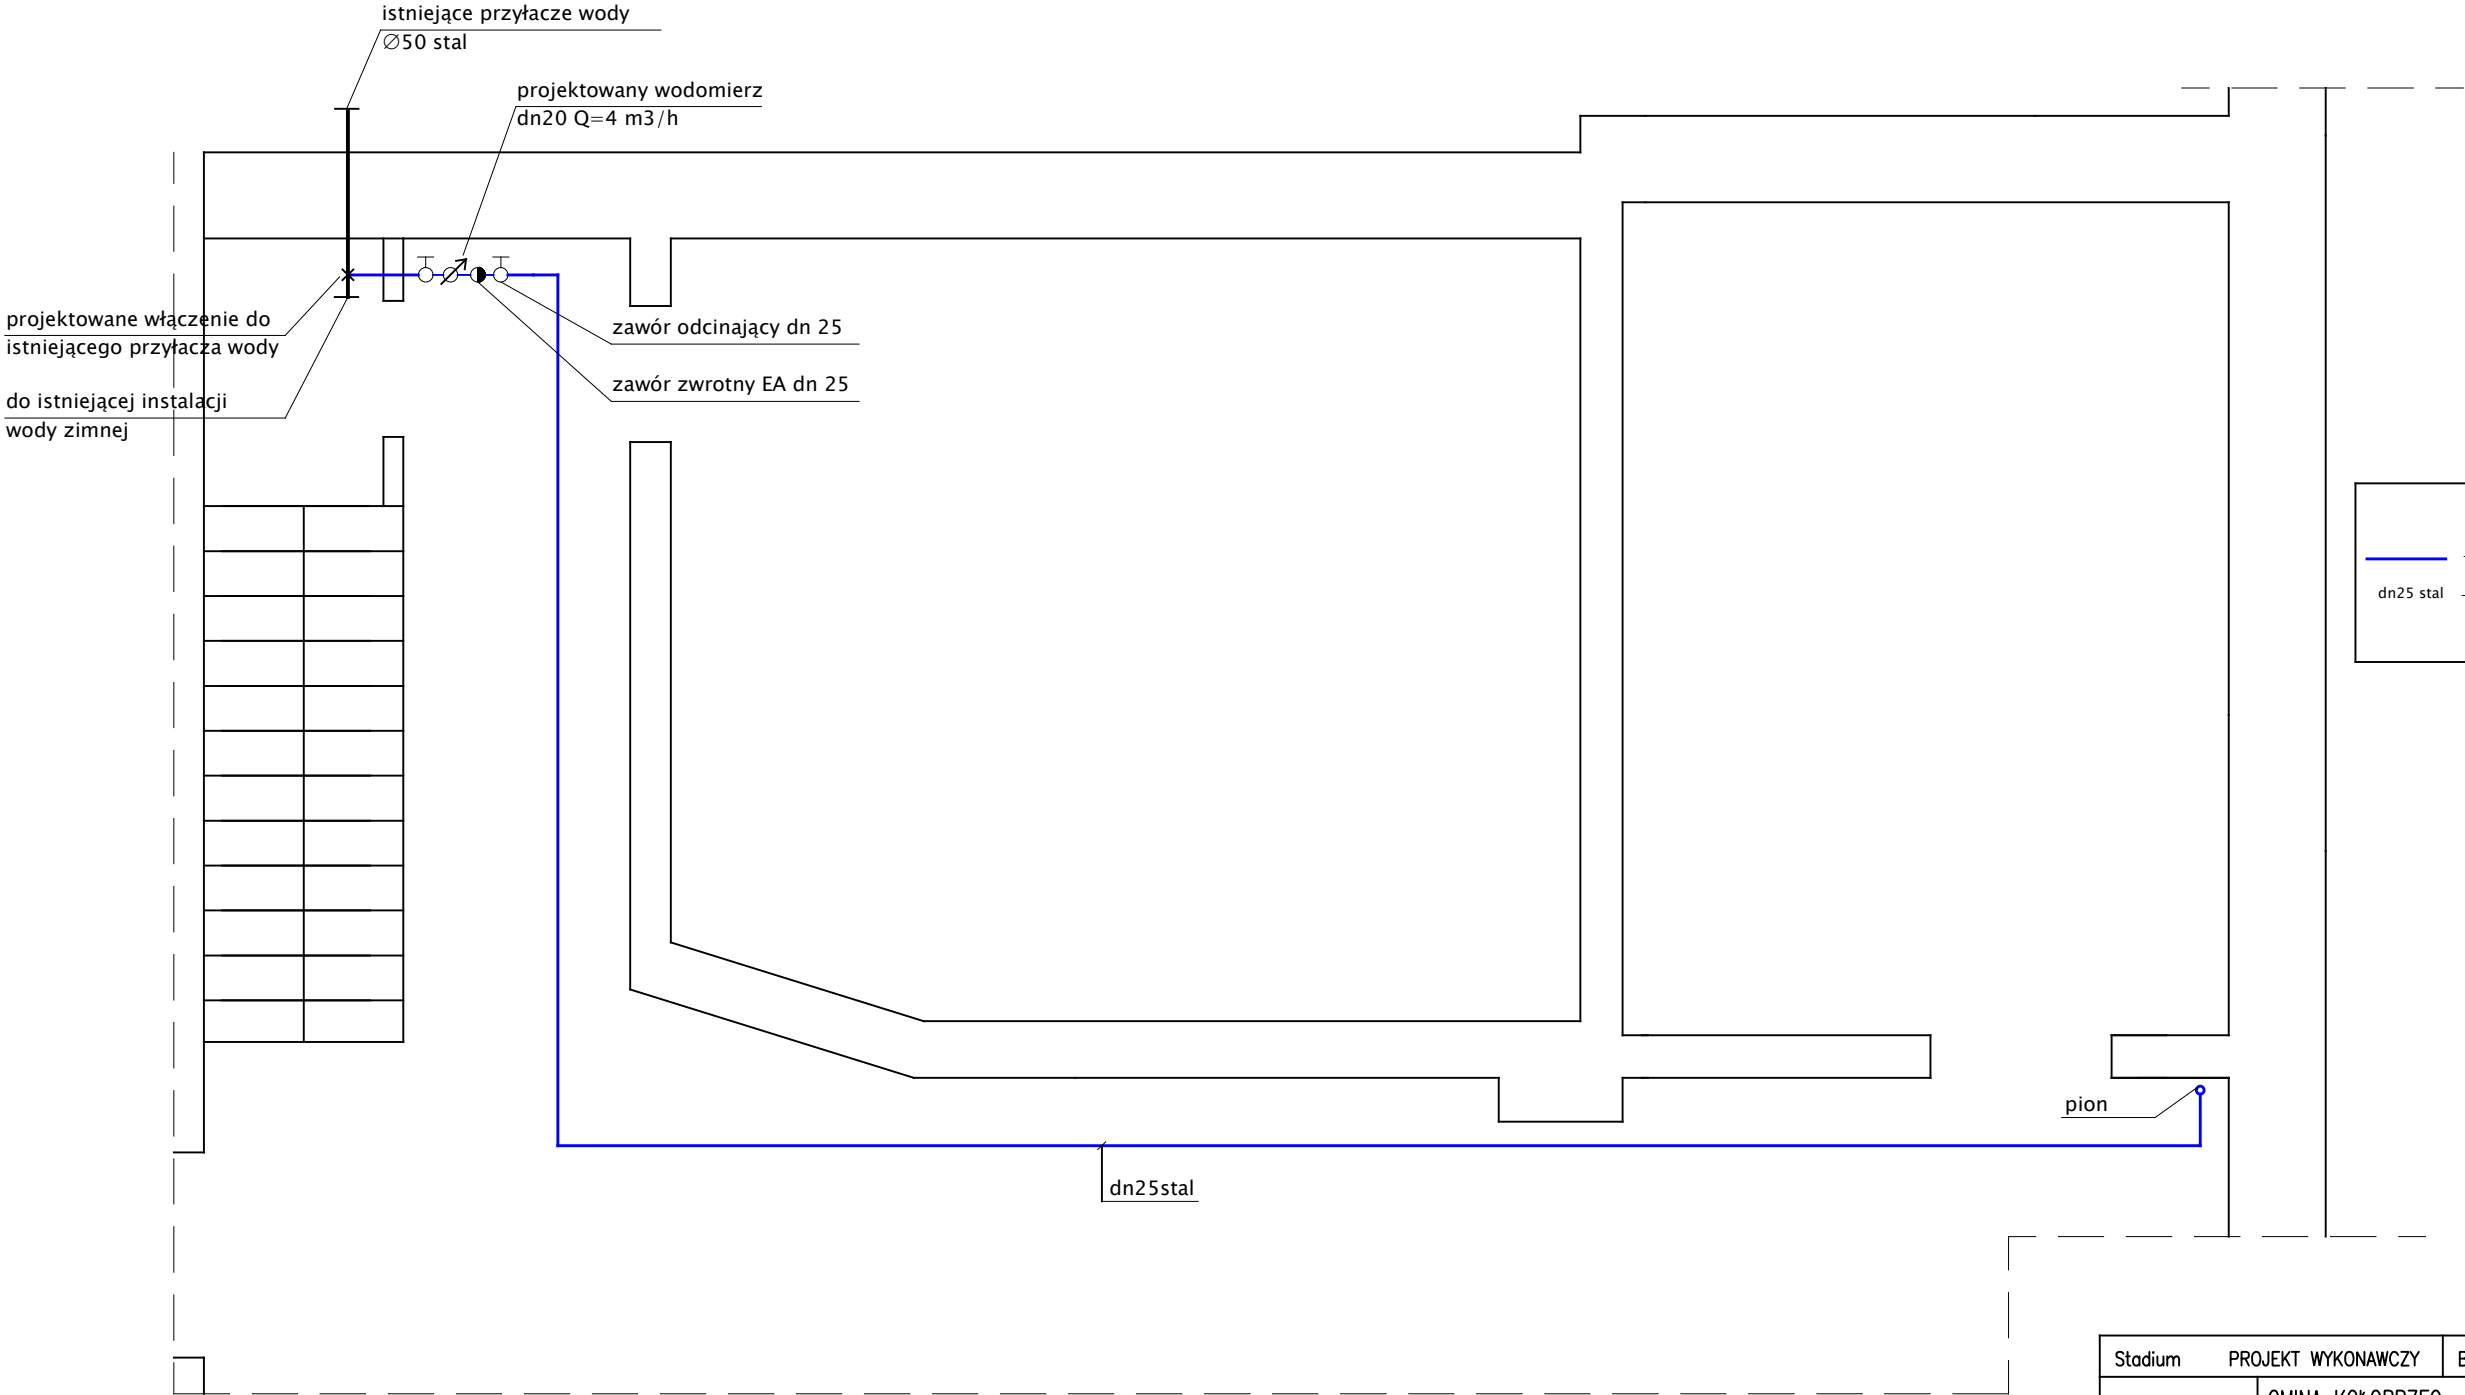 istniejące przyłacze wody
∅50 stal
projektowany wodomierz
dn20 Q=4 m3/h
projektowane włączenie do
istniejącego przyłacza wody
do istniejącej instalacji
wody zimnej
zawór odcinający dn 25
zawór zwrotny EA dn 25
dn25 stal
pion
dn25stal
Stadium PROJEKT WYKONAWCZY